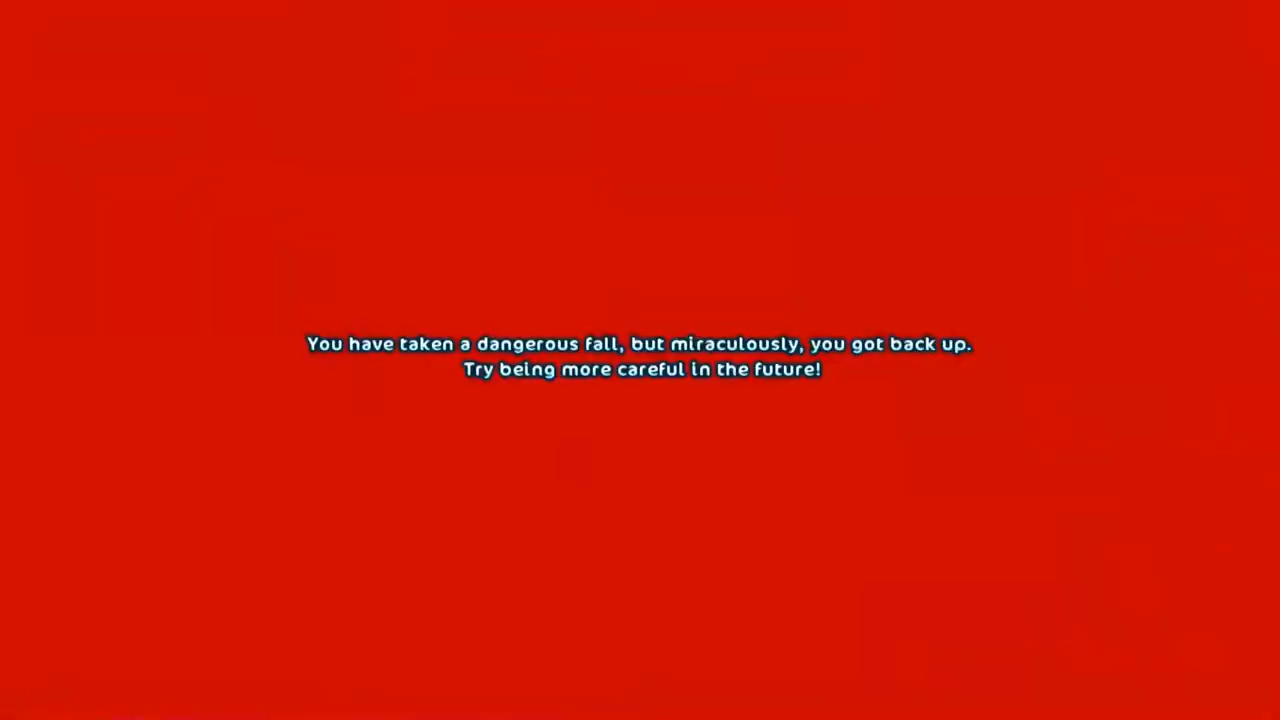 You have taken a dangerous fall, but miraculously, you got back up.
Try being more careful in the future!